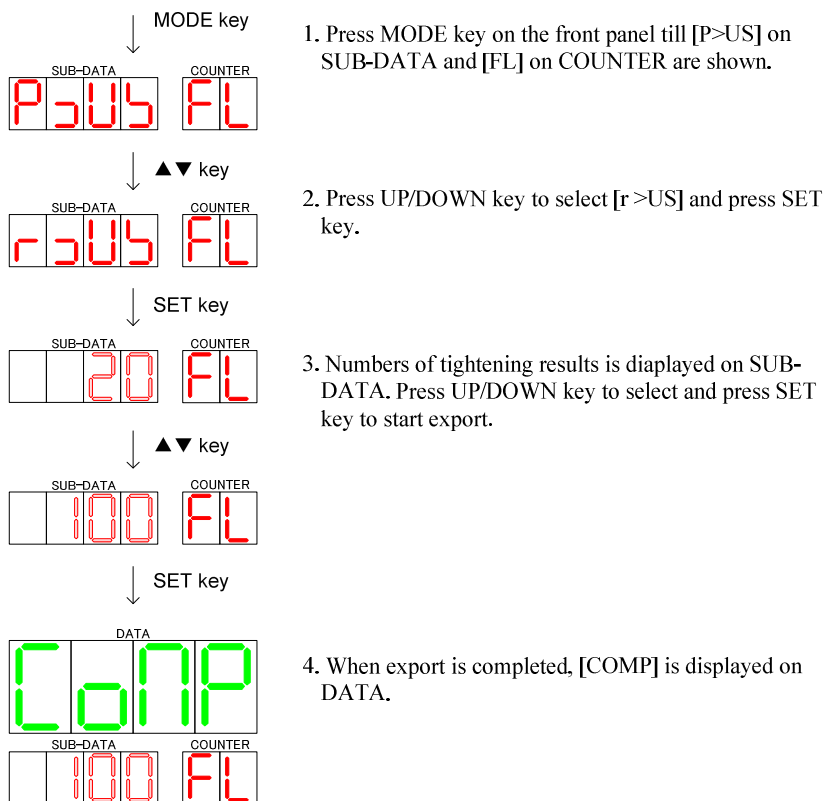 MODE key
1. Press MODE key on the front panel till [P>US] on
SUB-DATA and [FL] on COUNTER are shown.
SUB-DATA COUNTER
P>US FL
▲▼ key
2. Press UP/DOWN key to select [r >US] and press SET
key.
SUB-DATA COUNTER
r>US FL
SET key
3. Numbers of tightening results is diaplayed on SUB-
DATA. Press UP/DOWN key to select and press SET
key to start export.
SUB-DATA COUNTER
20 FL
▲▼ key
SUB-DATA COUNTER
100 FL
SET key
4. When export is completed, [COMP] is displayed on
DATA.
DATA
CoMP
SUB-DATA COUNTER
100 FL